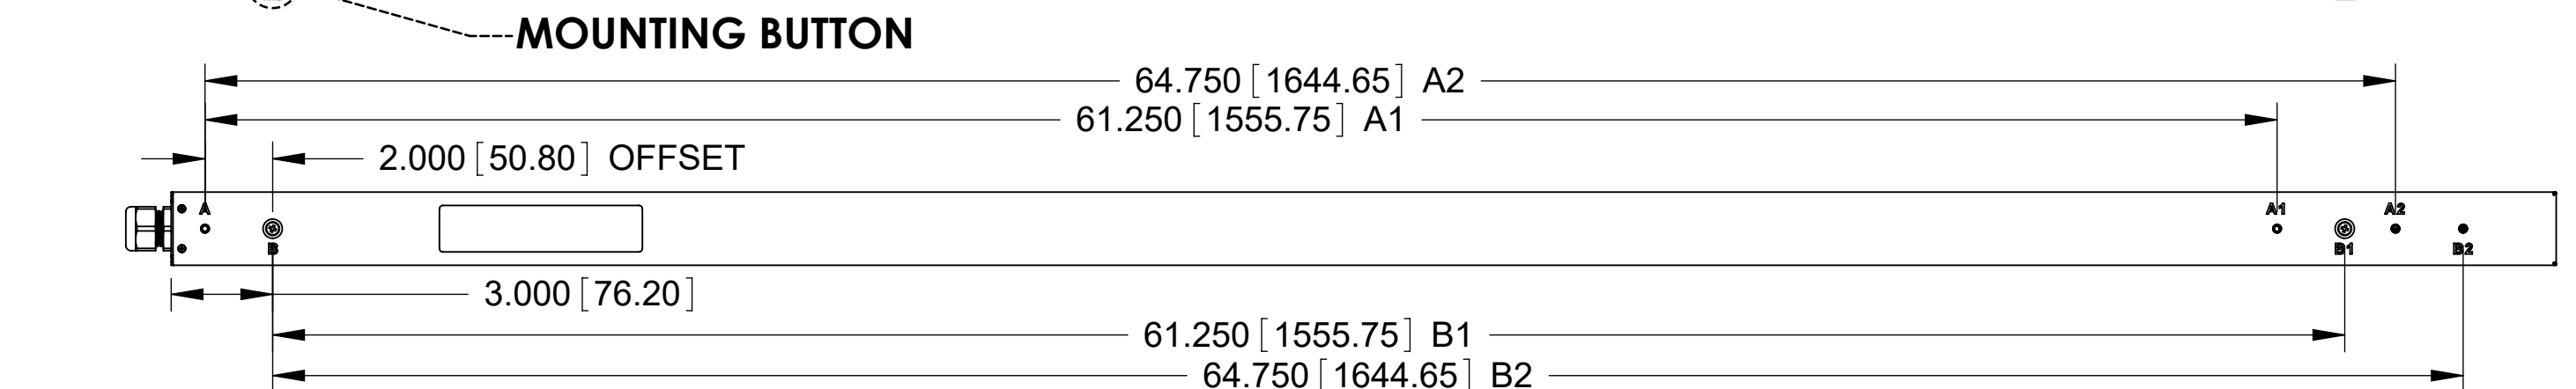 MOUNTING BUTTON
64.750 [1644.65] A2
61.250 [1555.75] A1
2.000 [50.80] OFFSET
A A1 A2
B B1 B2
3.000 [76.20]
61.250 [1555.75] B1
64.750 [1644.65] B2